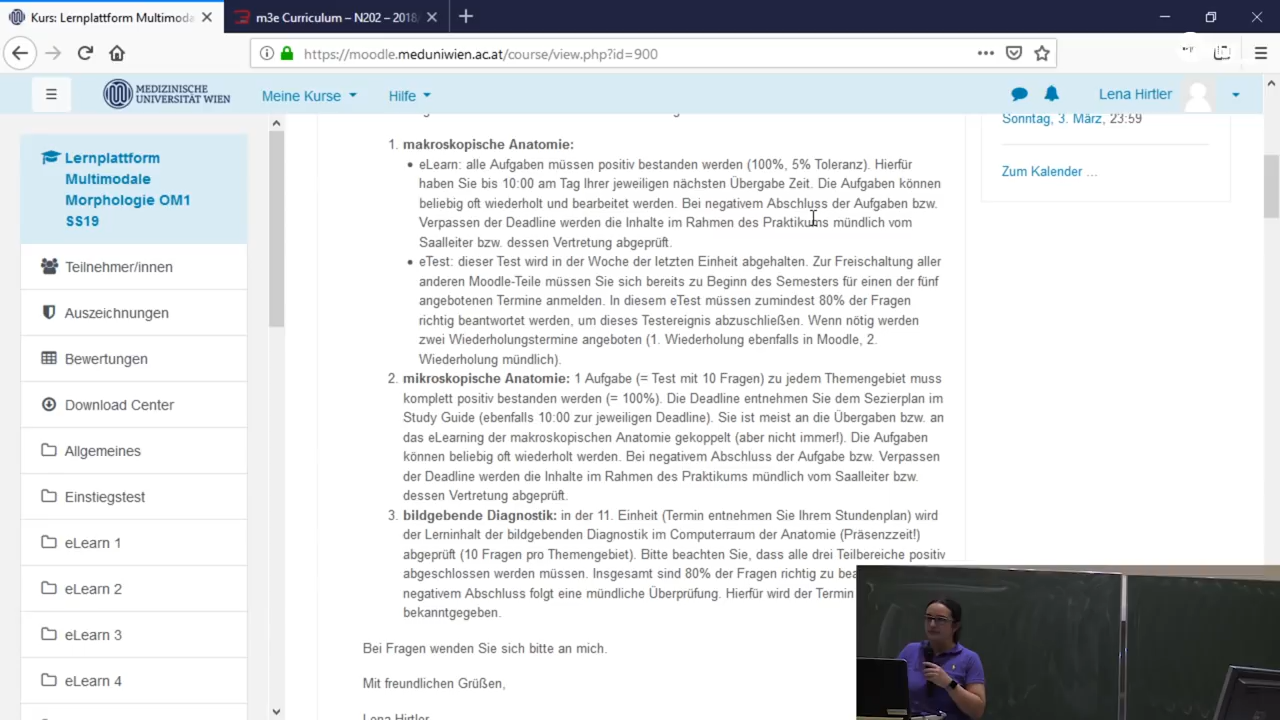 Kurs: Lernplattform Multimoda
m3e Curriculum – N202 – 2018
https://moodle.meduniwien.ac.at/course/view.php?id=900
MEDIZINISCHE
UNIVERSITÄT WIEN
Meine Kurse
Hilfe
Lena Hirtler
Lernplattform
Multimodale
Morphologie OM1
SS19
Teilnehmer/innen
Auszeichnungen
Bewertungen
Download Center
Allgemeines
Einstiegstest
eLearn 1
eLearn 2
eLearn 3
eLearn 4
1. makroskopische Anatomie:
• eLearn: alle Aufgaben müssen positiv bestanden werden (100%, 5% Toleranz). Hierfür
haben Sie bis 10:00 am Tag Ihrer jeweiligen nächsten Übergabe Zeit. Die Aufgaben können
beliebig oft wiederholt und bearbeitet werden. Bei negativem Abschluss der Aufgaben bzw.
Verpassen der Deadline werden die Inhalte im Rahmen des Praktikums mündlich vom
Saalleiter bzw. dessen Vertretung abgeprüft.
• eTest: dieser Test wird in der Woche der letzten Einheit abgehalten. Zur Freischaltung aller
anderen Moodle-Teile müssen Sie sich bereits zu Beginn des Semesters für einen der fünf
angebotenen Termine anmelden. In diesem eTest müssen zumindest 80% der Fragen
richtig beantwortet werden, um dieses Testereignis abzuschließen. Wenn nötig werden
zwei Wiederholungstermine angeboten (1. Wiederholung ebenfalls in Moodle, 2.
Wiederholung mündlich).
2. mikroskopische Anatomie: 1 Aufgabe (= Test mit 10 Fragen) zu jedem Themengebiet muss
komplett positiv bestanden werden (= 100%). Die Deadline entnehmen Sie dem Sezierplan im
Study Guide (ebenfalls 10:00 zur jeweiligen Deadline). Sie ist meist an die Übergaben bzw. an
das eLearning der makroskopischen Anatomie gekoppelt (aber nicht immer!). Die Aufgaben
können beliebig oft wiederholt werden. Bei negativem Abschluss der Aufgabe bzw. Verpassen
der Deadline werden die Inhalte im Rahmen des Praktikums mündlich vom Saalleiter bzw.
dessen Vertretung abgeprüft.
3. bildgebende Diagnostik: in der 11. Einheit (Termin entnehmen Sie Ihrem Stundenplan) wird
der Lerninhalt der bildgebenden Diagnostik im Computerraum der Anatomie (Präsenzzeit!)
abgeprüft (10 Fragen pro Themengebiet). Bitte beachten Sie, dass alle drei Teilbereiche positiv
abgeschlossen werden müssen. Insgesamt sind 80% der Fragen richtig zu bea
negativem Abschluss folgt eine mündliche Überprüfung. Hierfür wird der Termin
bekanntgegeben.
Bei Fragen wenden Sie sich bitte an mich.
Mit freundlichen Grüßen,
Lena Hirtler
Sonntag, 3. März, 23:59
Zum Kalender ...